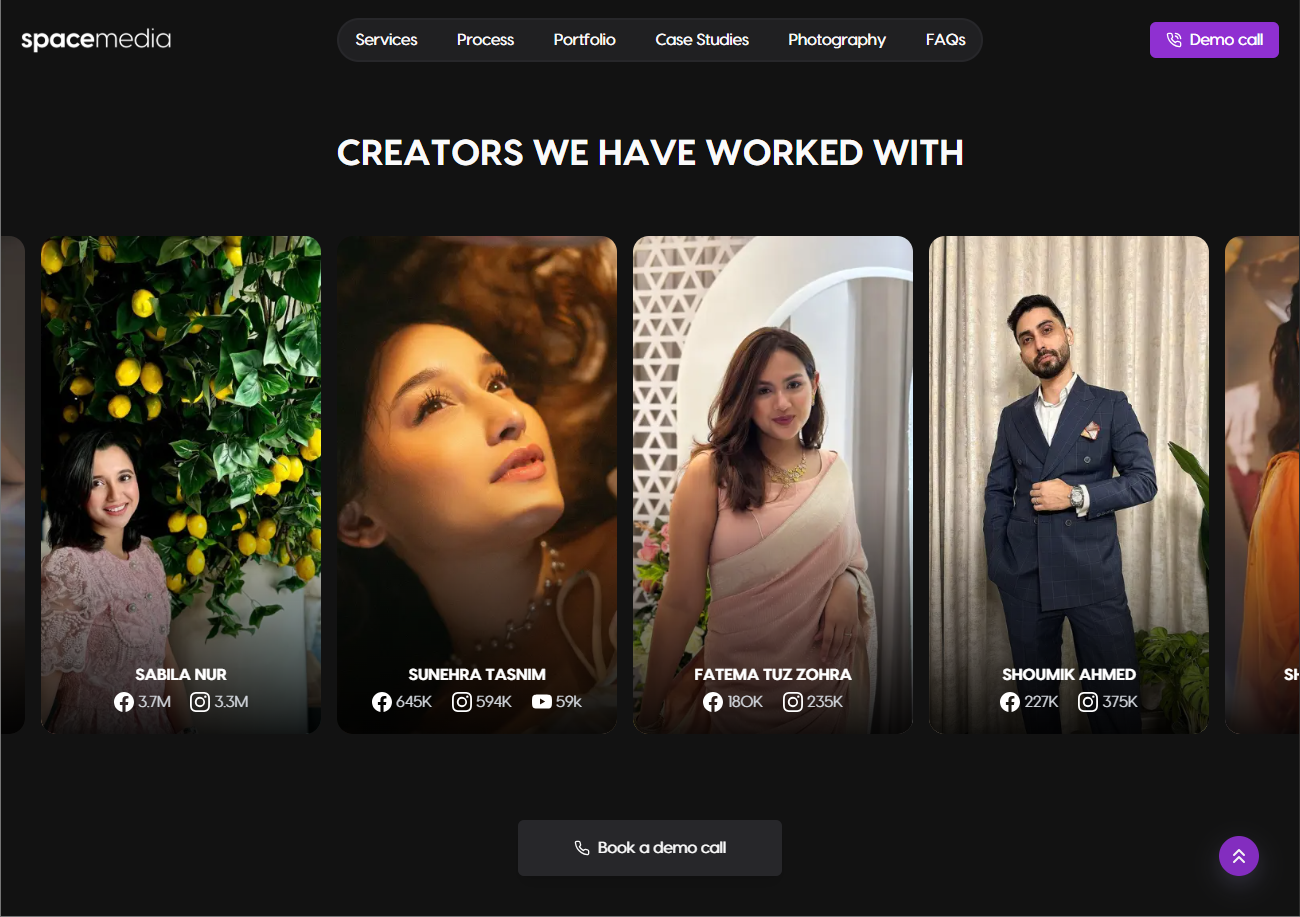 spacemedia
Services Process Portfolio Case Studies Photography FAQs
Demo call
CREATORS WE HAVE WORKED WITH
SABILA NUR
3.7M 3.3M
SUNEHRA TASNIM
645K 594K 59k
FATEMA TUZ ZOHRA
180K 235K
SHOUMIK AHMED
227K 375K
SH
Book a demo call